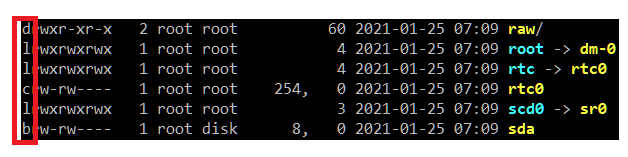 drwxr-xr-x 2 root root 60 2021-01-25 07:09 raw/
lrwxrwxrwx 1 root root 4 2021-01-25 07:09 root -> dm-0
lrwxrwxrwx 1 root root 4 2021-01-25 07:09 rtc -> rtc0
crw-rw---- 1 root root 254, 0 2021-01-25 07:09 rtc0
lrwxrwxrwx 1 root root 3 2021-01-25 07:09 scd0 -> sr0
brw-rw---- 1 root disk 8, 0 2021-01-25 07:09 sda